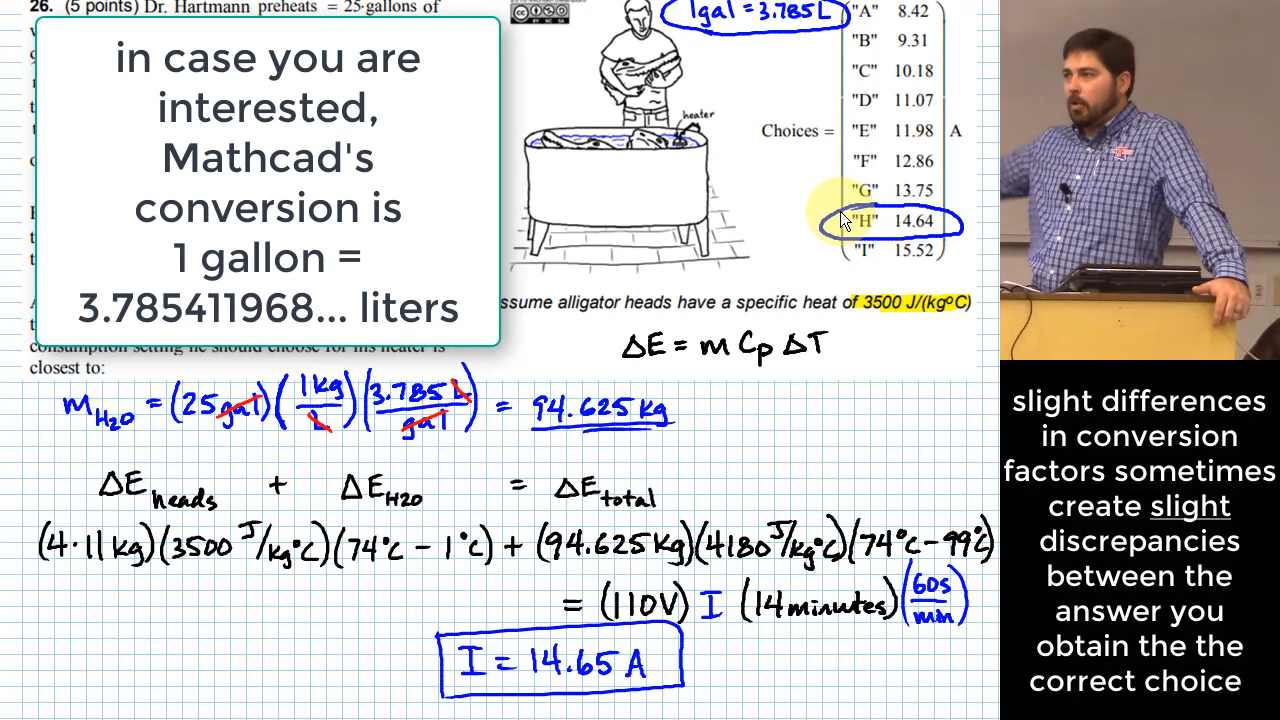 26. (5 points) Dr. Hartmann preheats = 25·gallons of
in case you are
interested,
Mathcad's
conversion is
1 gallon =
3.785411968... liters
consumption setting he should choose for his heater is
closest to:
1gal = 3.785 L
heater
Choices =
"A" 8.42
"B" 9.31
"C" 10.18
"D" 11.07
"E" 11.98
"F" 12.86
"G" 13.75
"H" 14.64
"I" 15.52
A
ssume alligator heads have a specific heat of 3500 J/(kg°C)
ΔE = m Cp ΔT
mH2O = (25 gal) (1kg/L) (3.785 L/gal) = 94.625 kg
ΔE heads + ΔE H2O = ΔE total
(4·11 kg)(3500 J/kg°C)(74°C - 1°C) + (94.625 kg)(4180 J/kg°C)(74°C - 99°C)
= (110V) I (14 minutes) (60s/min)
I = 14.65 A
slight differences
in conversion
factors sometimes
create slight
discrepancies
between the
answer you
obtain the the
correct choice